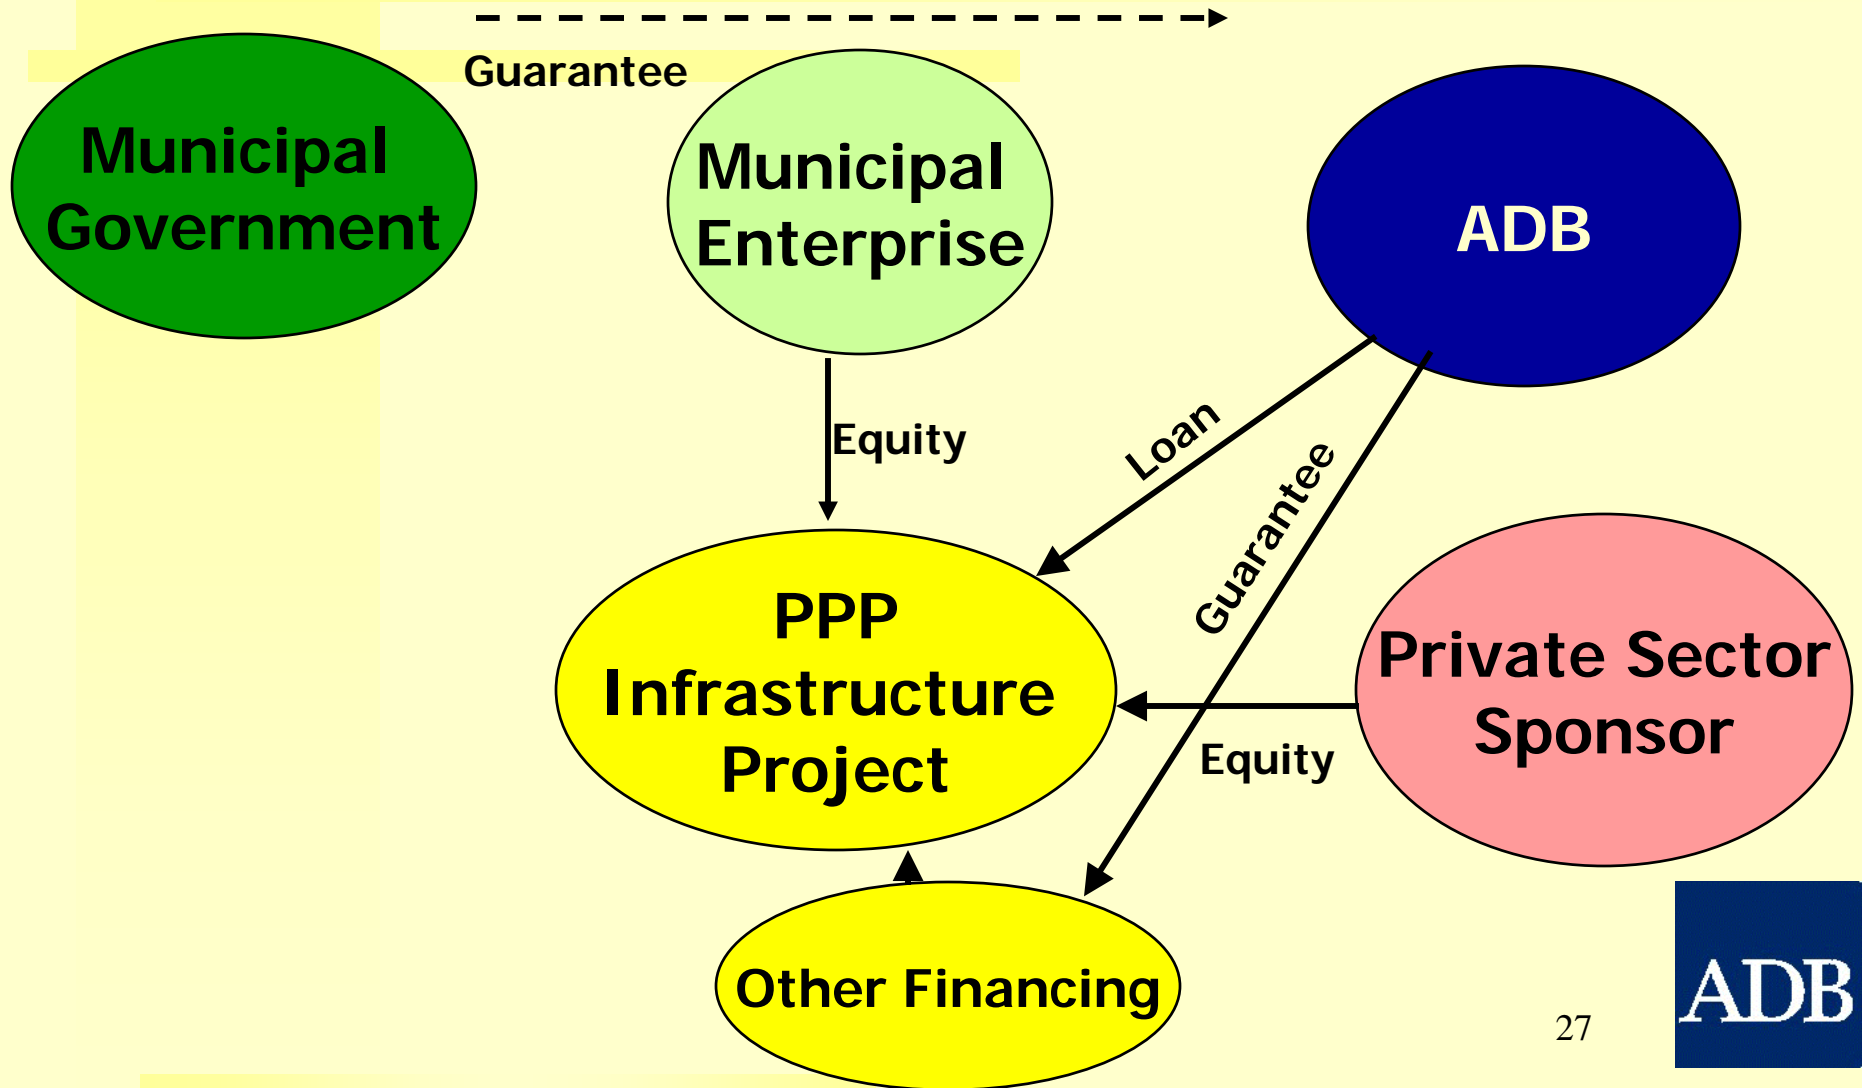 Guarantee
Municipal
Government
Municipal
Enterprise
ADB
Equity
Loan
Guarantee
PPP
Infrastructure
Project
Private Sector
Sponsor
Equity
Other Financing
27
ADB